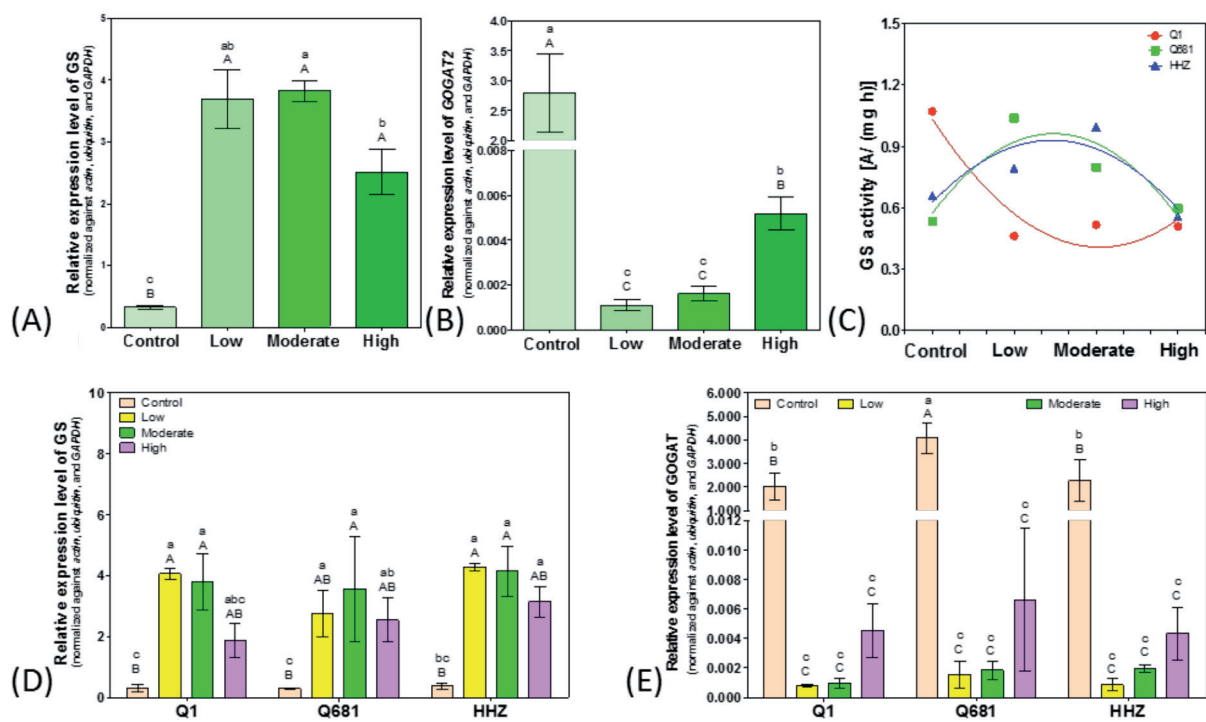 Relative expression level of GS
(normalized against actin, ubiquitin, and GAPDH)
5
4
3
2
1
0
c
B
ab
A
a
A
b
A
Control Low Moderate High
(A)
Relative expression level of GOGAT2
(normalized against actin, ubiquitin, and GAPDH)
4.0
3.5
3.0
2.5
2.0
0.008
0.006
0.004
0.002
0.000
a
A
c
C
c
C
b
B
Control Low Moderate High
(B)
GS activity [A/ (mg h)]
1.5
1.2
0.9
0.6
0.3
0.0
Q1
Q681
HHZ
Control Low Moderate High
(C)
Relative expression level of GS
(normalized against actin, ubiquitin, and GAPDH)
10
8
6
4
2
0
Control
Low
Moderate
High
c
B
a
A
a
A
abc
AB
c
B
a
AB
a
A
ab
AB
bc
B
a
A
a
A
a
AB
Q1 Q681 HHZ
(D)
Relative expression level of GOGAT
(normalized against actin, ubiquitin, and GAPDH)
6.000
5.000
4.000
3.000
2.000
1.000
0.012
0.010
0.008
0.006
0.004
0.002
0.000
Control Low Moderate High
b
B
c
C
c
C
c
C
a
A
c
C
c
C
c
C
b
B
c
C
c
C
c
C
Q1 Q681 HHZ
(E)